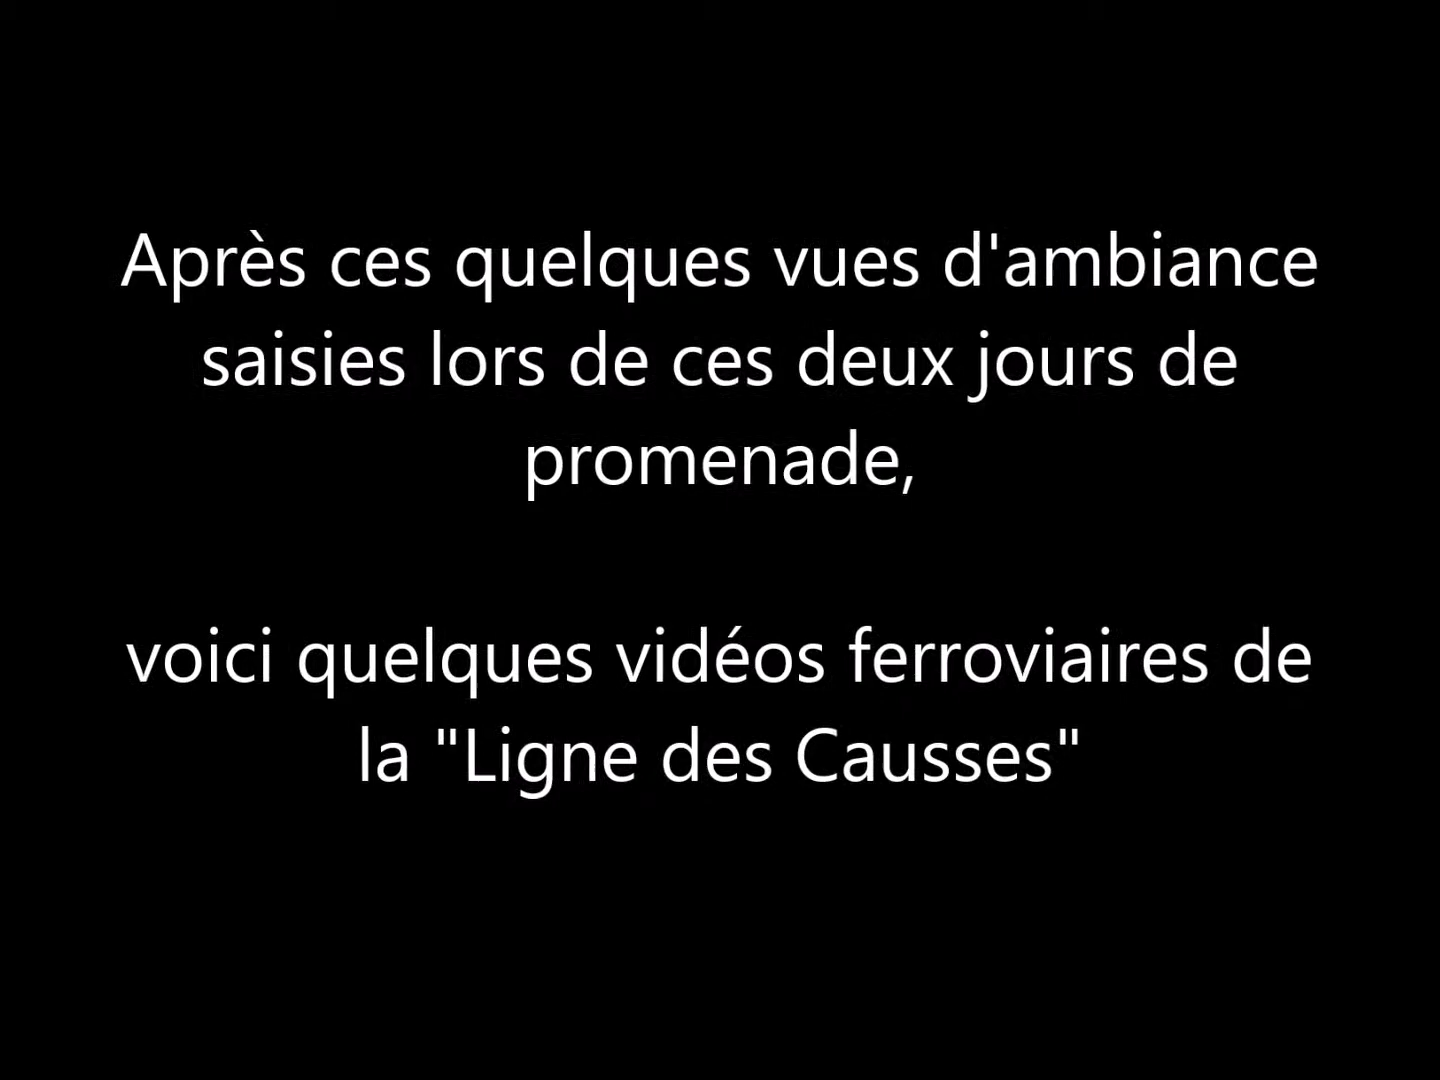 Après ces quelques vues d'ambiance
saisies lors de ces deux jours de
promenade,
voici quelques vidéos ferroviaires de
la "Ligne des Causses"